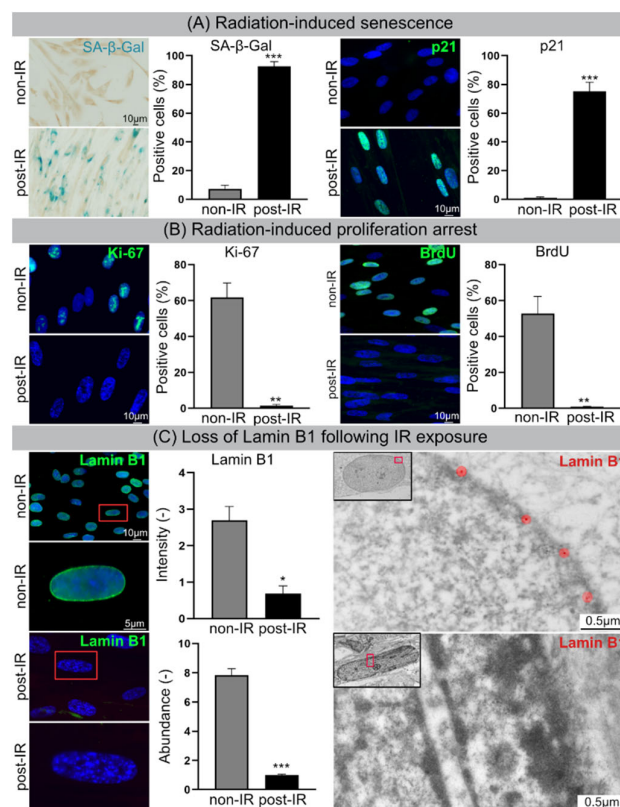 (A) Radiation-induced senescence
SA-β-Gal
non-IR
10µm
post-IR
10µm
SA-β-Gal
Positive cells (%)
100
80
60
40
20
0
***
non-IR post-IR
p21
non-IR
post-IR
10µm
p21
Positive cells (%)
100
80
60
40
20
0
***
non-IR post-IR
(B) Radiation-induced proliferation arrest
Ki-67
non-IR
post-IR
10µm
Ki-67
Positive cells (%)
80
60
40
20
0
**
non-IR post-IR
BrdU
non-IR
post-IR
10µm
BrdU
Positive cells (%)
80
60
40
20
0
**
non-IR post-IR
(C) Loss of Lamin B1 following IR exposure
Lamin B1
non-IR
10µm
non-IR
5µm
Lamin B1
post-IR
post-IR
Lamin B1
Intensity (-)
4
3
2
1
0
*
non-IR post-IR
Abundance (-)
10
8
6
4
2
0
***
non-IR post-IR
Lamin B1
0.5µm
Lamin B1
0.5µm